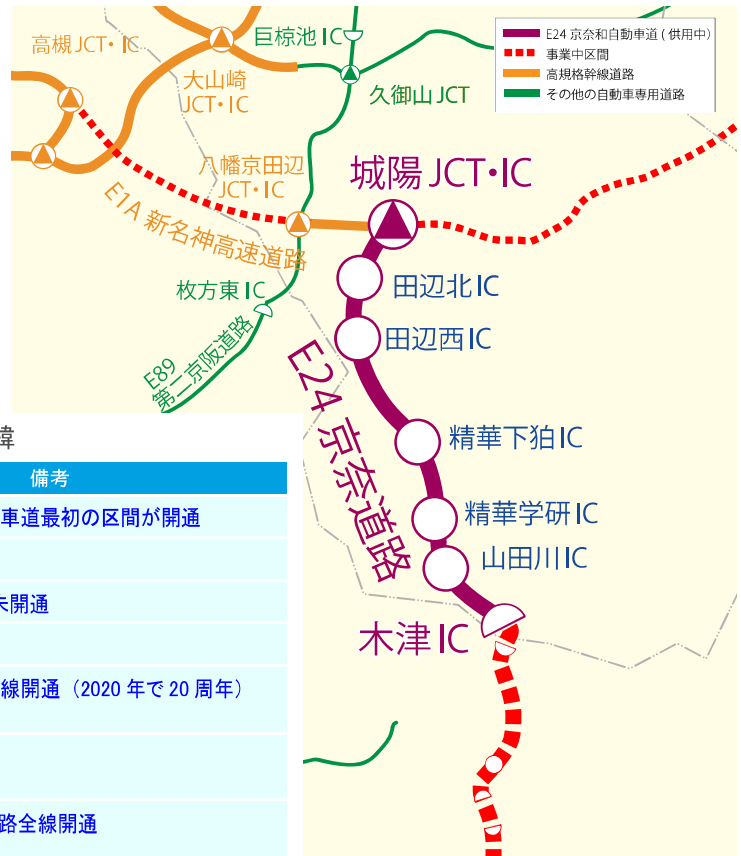 高槻 JCT・IC
巨椋池 IC
大山崎
JCT・IC
久御山 JCT
E24 京奈和自動車道 ( 供用中)
事業中区間
高規格幹線道路
その他の自動車専用道路
八幡京田辺
JCT・IC
城陽 JCT・IC
E1A 新名神高速道路
枚方東 IC
田辺北 IC
田辺西 IC
E89
第二京阪道路
E24 京奈道路
精華下狛 IC
精華学研 IC
山田川 IC
木津 IC
緯
備考
車道最初の区間が開通
未開通
線開通（2020 年で 20 周年）
路全線開通